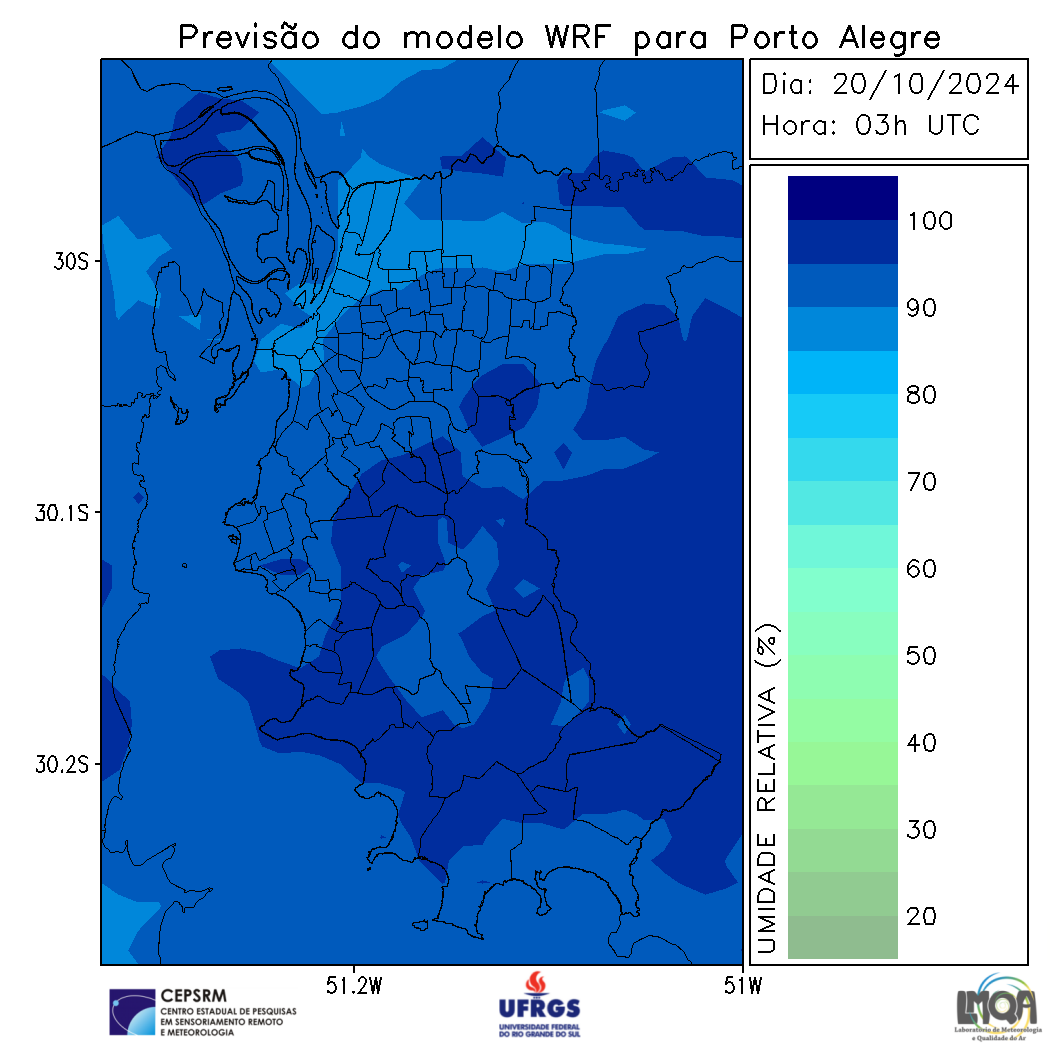 Previsão do modelo WRF para Porto Alegre
Dia: 20/10/2024
Hora: 03h UTC
30S
30.1S
30.2S
51.2W
51W
UMIDADE RELATIVA (%)
100
90
80
70
60
50
40
30
20
CEPSRM
CENTRO ESTADUAL DE PESQUISAS
EM SENSORIAMENTO REMOTO
E METEOROLOGIA
UFRGS
UNIVERSIDADE FEDERAL
DO RIO GRANDE DO SUL
LMQA
Laboratório de Meteorologia
e Qualidade do Ar